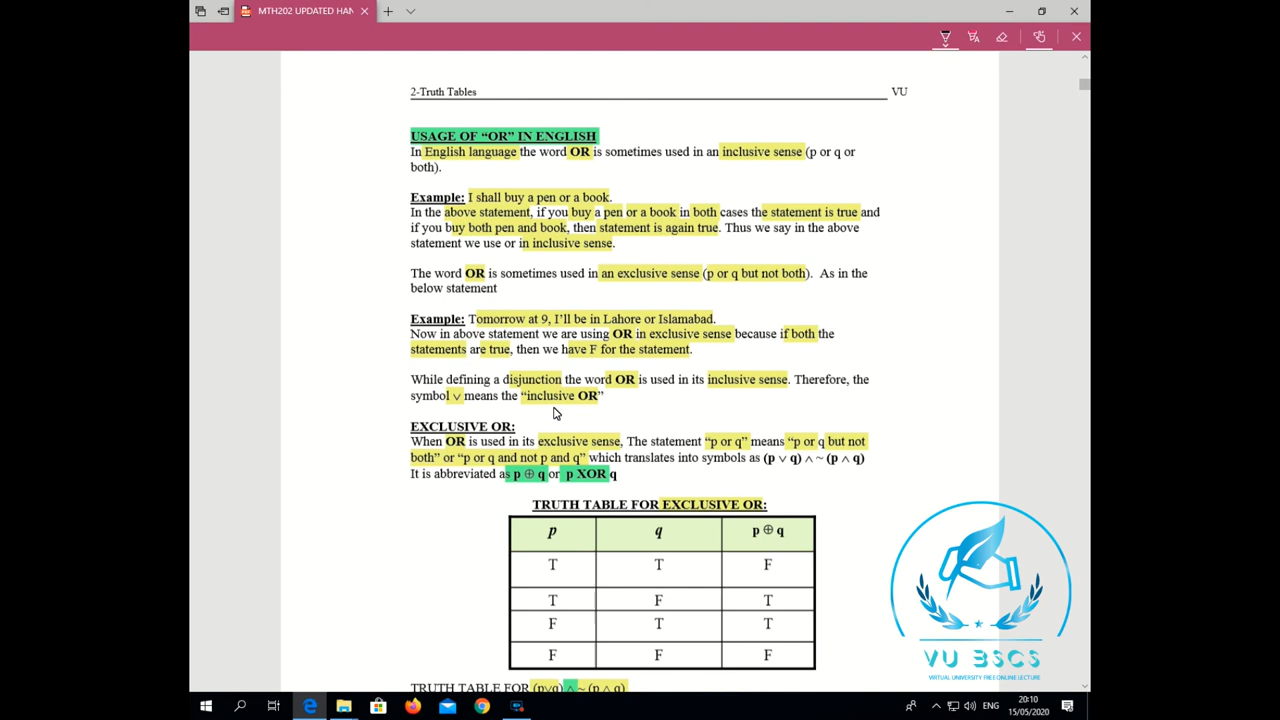 MTH202 UPDATED HAN
2-Truth Tables VU
USAGE OF “OR” IN ENGLISH
In English language the word OR is sometimes used in an inclusive sense (p or q or
both).
Example: I shall buy a pen or a book.
In the above statement, if you buy a pen or a book in both cases the statement is true and
if you buy both pen and book, then statement is again true. Thus we say in the above
statement we use or in inclusive sense.
The word OR is sometimes used in an exclusive sense (p or q but not both). As in the
below statement
Example: Tomorrow at 9, I’ll be in Lahore or Islamabad.
Now in above statement we are using OR in exclusive sense because if both the
statements are true, then we have F for the statement.
While defining a disjunction the word OR is used in its inclusive sense. Therefore, the
symbol ∨ means the “inclusive OR”
EXCLUSIVE OR:
When OR is used in its exclusive sense, The statement “p or q” means “p or q but not
both” or “p or q and not p and q” which translates into symbols as (p ∨ q) ∧ ~ (p ∧ q)
It is abbreviated as p ⊕ q or p XOR q
TRUTH TABLE FOR EXCLUSIVE OR:
p q p ⊕ q
T T F
T F T
F T T
F F F
TRUTH TABLE FOR (p∨q) ∧ ~ (p ∧ q)
VU BSCS
VIRTUAL UNIVERSITY FREE ONLINE LECTURE
ENG
20:10
15/05/2020